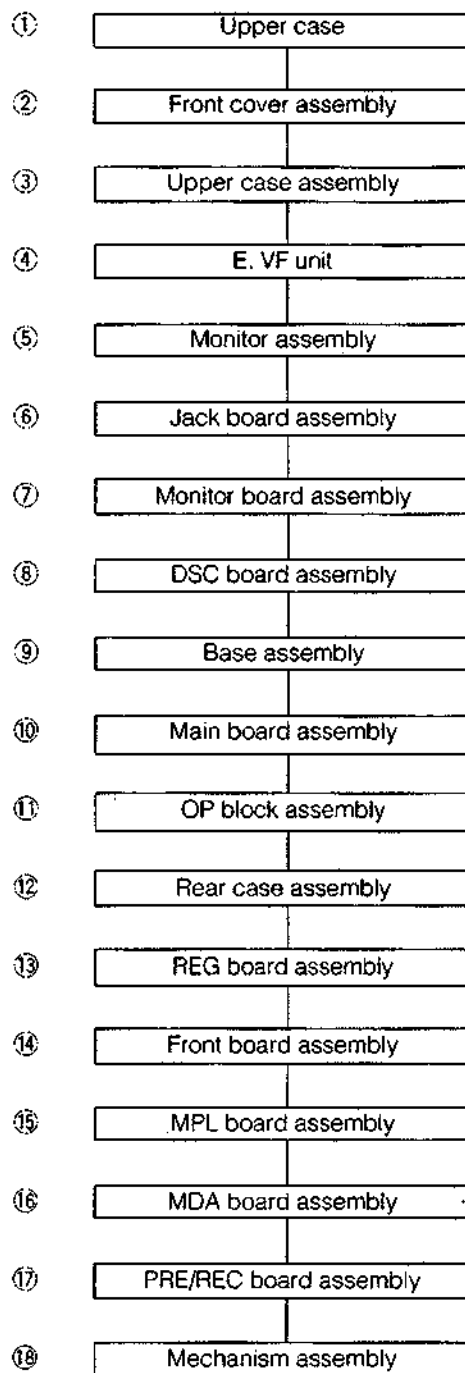 ① Upper case
② Front cover assembly
③ Upper case assembly
④ E. VF unit
⑤ Monitor assembly
⑥ Jack board assembly
⑦ Monitor board assembly
⑧ DSC board assembly
⑨ Base assembly
⑩ Main board assembly
⑪ OP block assembly
⑫ Rear case assembly
⑬ REG board assembly
⑭ Front board assembly
⑮ MPL board assembly
⑯ MDA board assembly
⑰ PRE/REC board assembly
⑱ Mechanism assembly